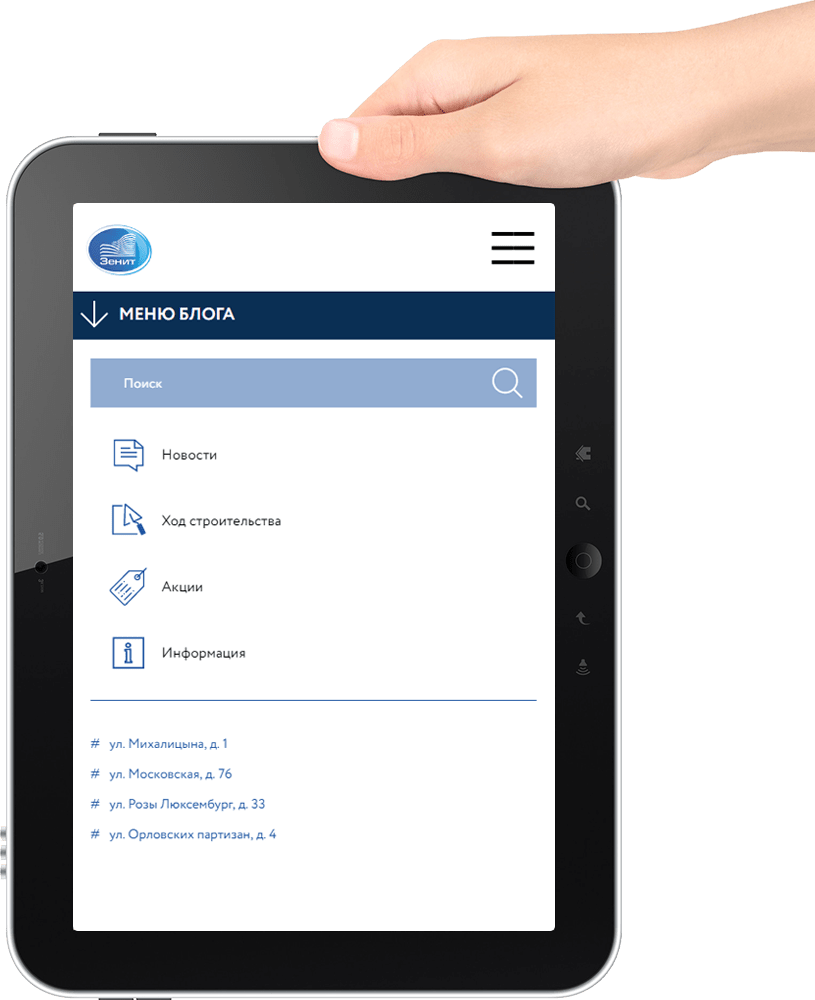 Зенит
МЕНЮ БЛОГА
Поиск
Новости
Ход строительства
Акции
Информация
# ул. Михалицына, д. 1
# ул. Московская, д. 76
# ул. Розы Люксембург, д. 33
# ул. Орловских партизан, д. 4